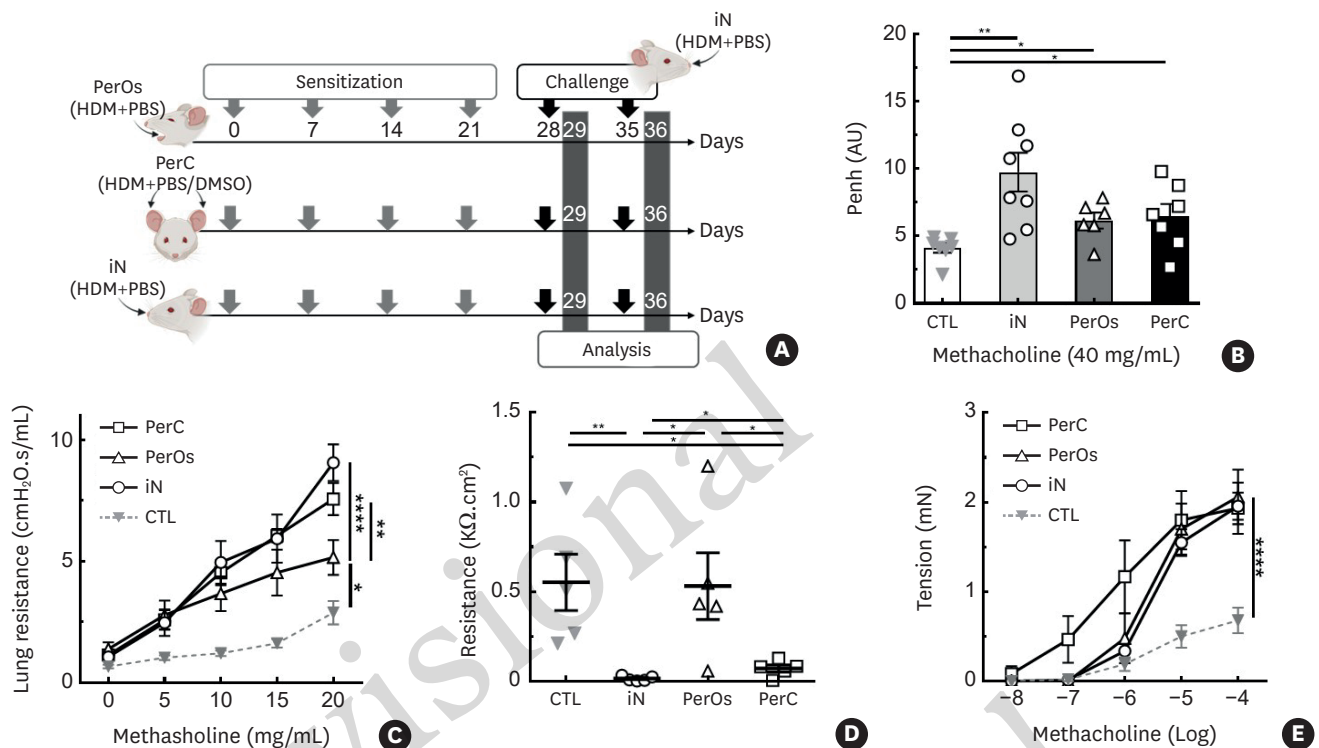 iN
(HDM+PBS)
Sensitization
Challenge
PerOs
(HDM+PBS)
0 7 14 21 28 29 35 36
Days
PerC
(HDM+PBS/DMSO)
29 36
Days
iN
(HDM+PBS)
29 36
Days
Analysis
A
20
15
10
5
0
Penh (AU)
**
*
*
CTL iN PerOs PerC
Methacholine (40 mg/mL)
B
10
5
0
Lung resistance (cmH₂O.s/mL)
PerC
PerOs
iN
CTL
****
**
*
0 5 10 15 20
Methasholine (mg/mL)
C
1.5
1.0
0.5
0
Resistance (KΩ.cm²)
*
** * *
*
CTL iN PerOs PerC
D
3
2
1
0
Tension (mN)
PerC
PerOs
iN
CTL
****
−8 −7 −6 −5 −4
Methacholine (Log)
E
visional